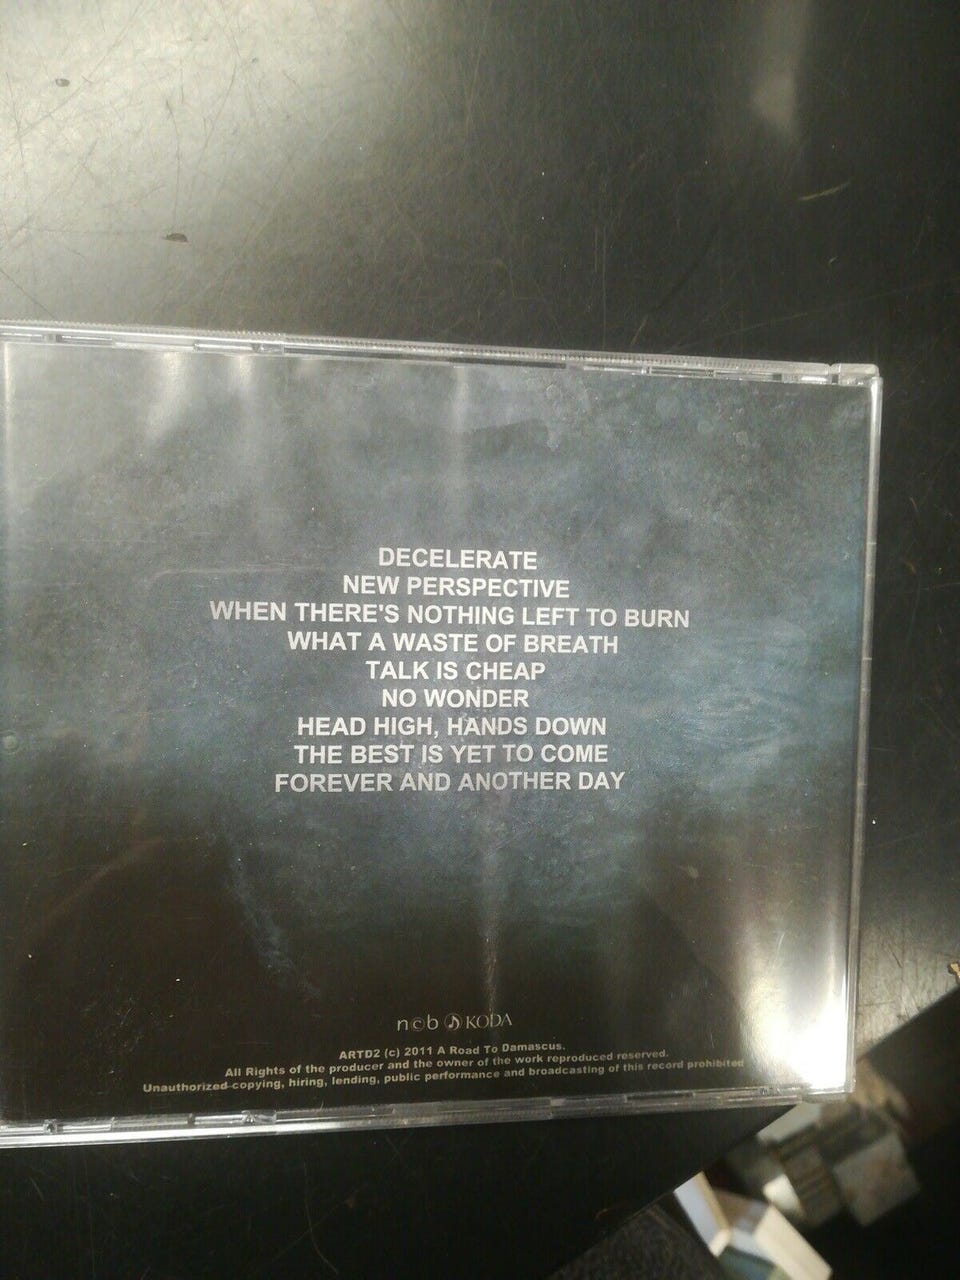 DECELERATE
NEW PERSPECTIVE
WHEN THERE'S NOTHING LEFT TO BURN
WHAT A WASTE OF BREATH
TALK IS CHEAP
NO WONDER
HEAD HIGH, HANDS DOWN
THE BEST IS YET TO COME
FOREVER AND ANOTHER DAY
n©b KODA
ARTD2 (c) 2011 A Road To Damascus.
All Rights of the producer and the owner of the work reproduced reserved.
Unauthorized copying, hiring, lending, public performance and broadcasting of this record prohibited